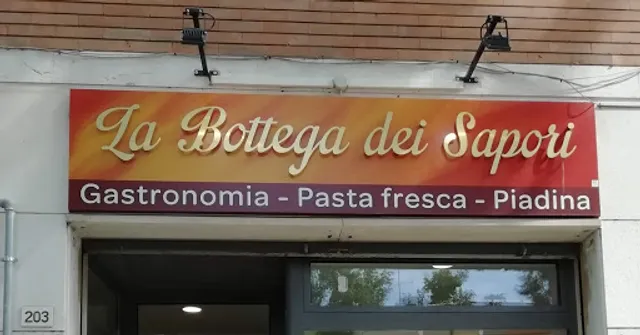 La Bottega dei Sapori
Gastronomia - Pasta fresca - Piadina
203